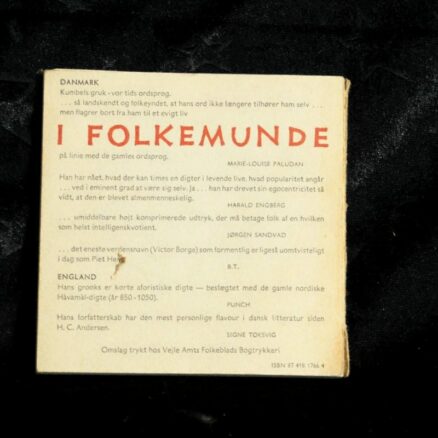 DANMARK
Kumbels gruk - vor tids ordsprog.
. . . så landskendt og folkeyndet, at hans ord ikke længere tilhører ham selv . . .
men flagrer bort fra ham til et evigt liv
I FOLKEMUNDE
på linie med de gamles ordsprog.
MARIE-LOUISE PALUDAN
Han har nået, hvad der kan times en digter i levende live, hvad popularitet angår
. . . ved i eminent grad at være sig selv. Ja . . . han har drevet sin egocentricitet så
vidt, at den er blevet almenmenneskelig.
HARALD ENGBERG
. . . umiddelbare højt konsprimerede udtryk, der må betage folk af en hvilken
som helst intelligenskvotient.
JØRGEN SANDVAD
. . . det eneste verdensnavn (Victor Borge) som formentlig er ligeså uomtvisteligt
i dag som Piet
B.T.
ENGLAND
Hans grooks er korte aforistiske digte — beslægtet med de gamle nordiske
Håvamål-digte (år 850 - 1050).
PUNCH
Hans forfatterskab har den mest personlige flavour i dansk litteratur siden
H. C. Andersen.
SIGNE TOKSVIG
Omslag trykt hos Vejle Amts Folkeblads Bogtrykkeri
ISBN 87 418 1766 4